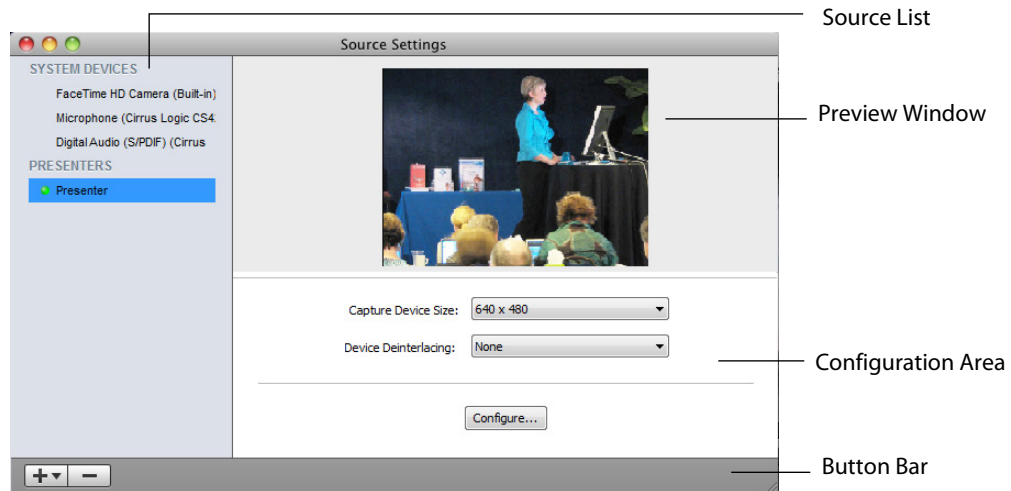 Source List
Source Settings
SYSTEM DEVICES
FaceTime HD Camera (Built-in)
Microphone (Cirrus Logic CS4:
Digital Audio (S/PDIF) (Cirrus
PRESENTERS
Presenter
Preview Window
Capture Device Size: 640 x 480
Device Deinterlacing: None
Configuration Area
Configure...
Button Bar